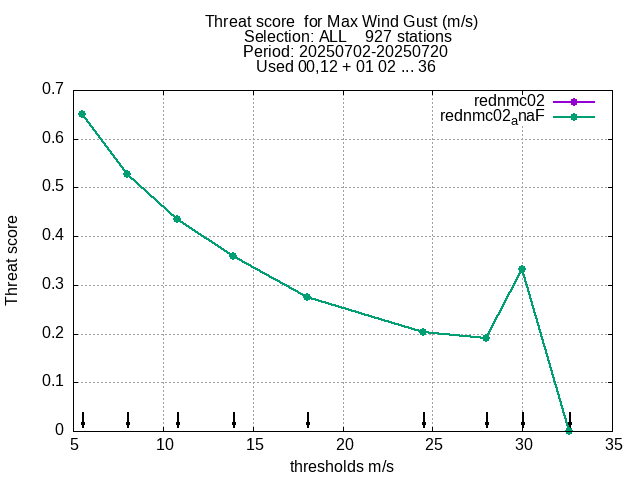 Threat score  for Max Wind Gust (m/s)
Selection: ALL    927 stations
Period: 20250702-20250720
Used 00,12 + 01 02 ... 36
rednmc02
rednmc02anaF
0.7
0.6
0.5
0.4
0.3
0.2
0.1
0
Threat score
5 10 15 20 25 30 35
thresholds m/s